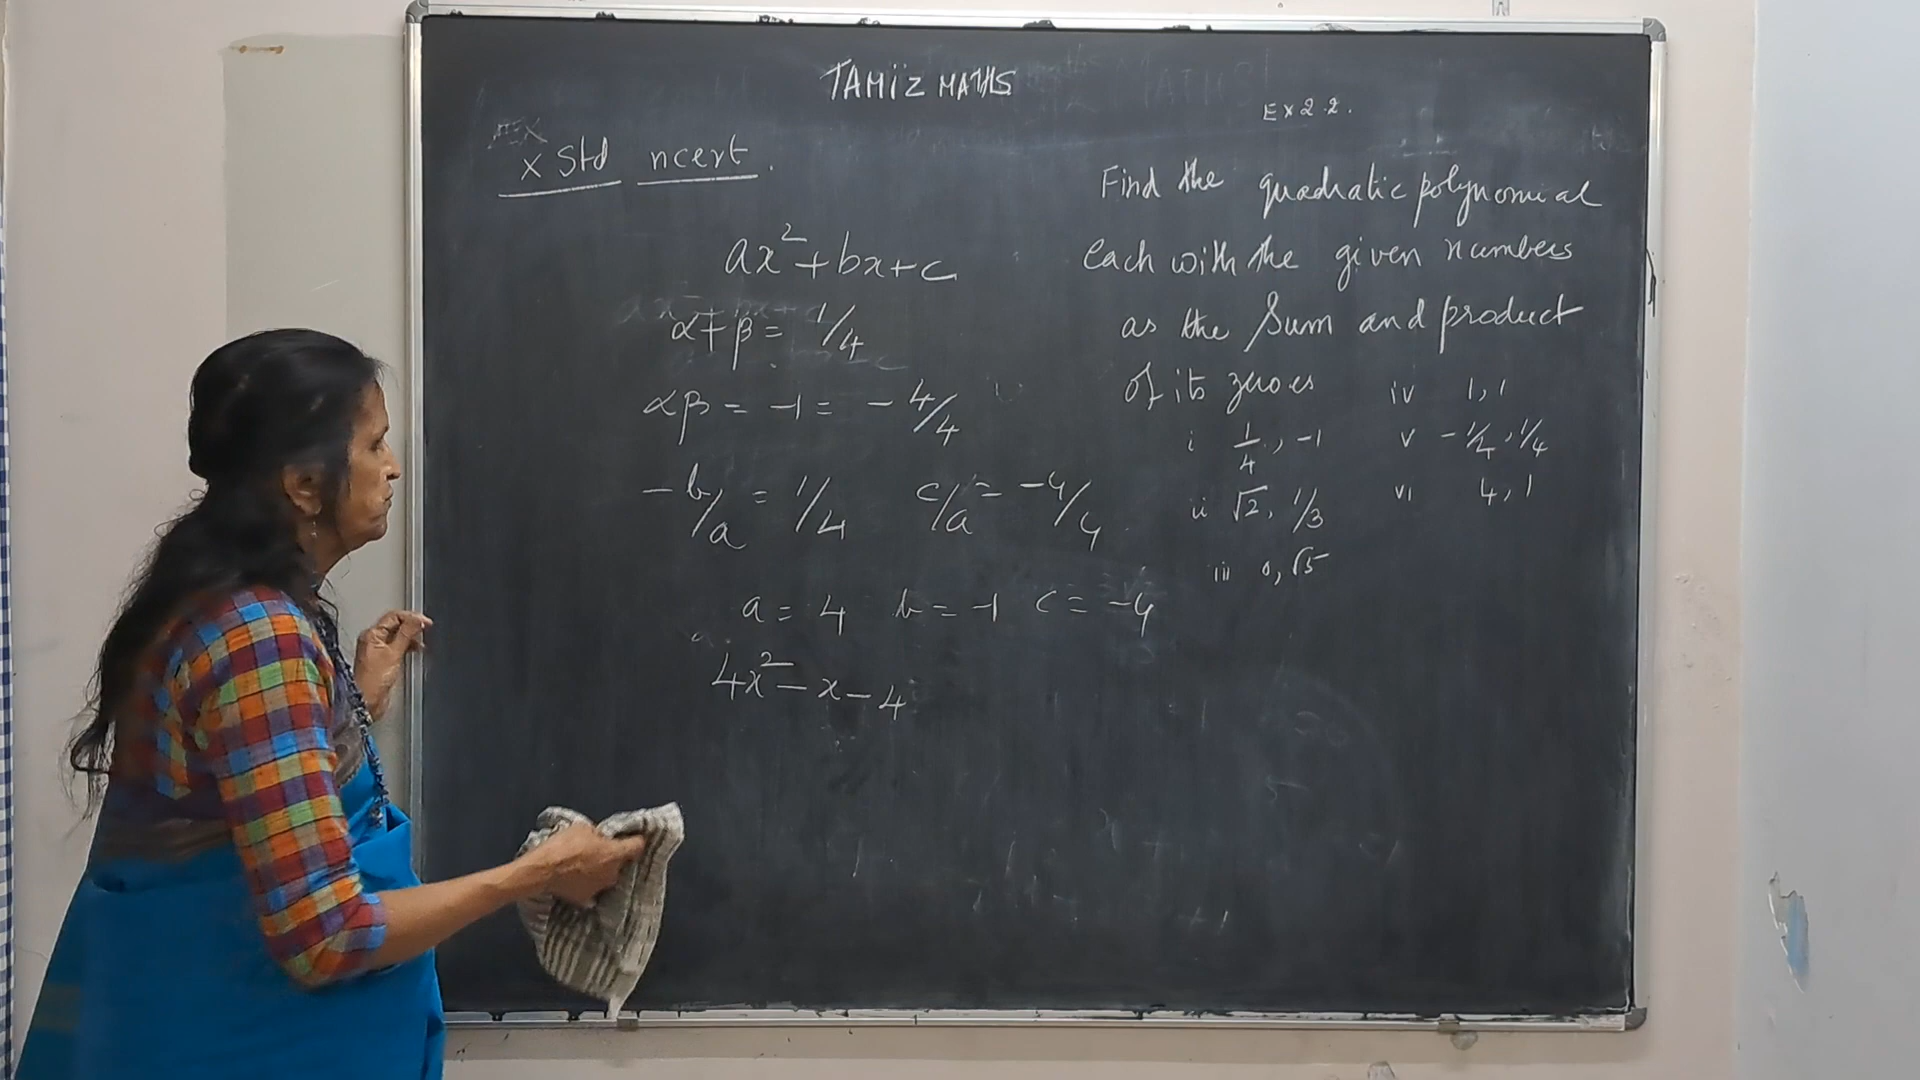 TAMiZ MATHS
EX 2.2.
X Std ncert.
ax²+bx+c
α+β = 1/4
αβ = -1 = -4/4
-b/a = 1/4 c/a = -4/4
a = 4 b = -1 c = -4
4x²-x-4
Find the quadratic polynomial
each with the given numbers
as the Sum and product
of its zeroes
i 1/4, -1
ii √2, 1/3
iii 0, √5
iv 1, 1
v -1/4, 1/4
vi 4, 1